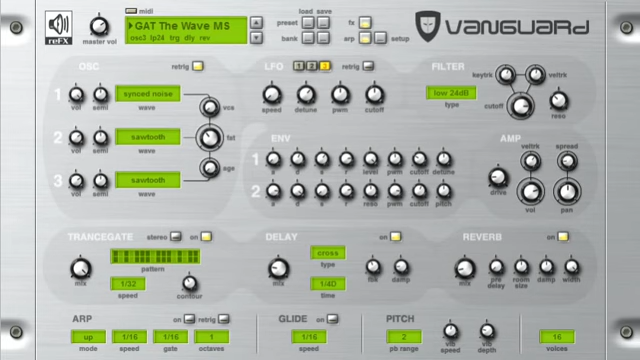 midi
load save
GAT The Wave MS
osc3 lp24 trg dly rev
preset
bank
fx
arp
setup
VANGUARD
reFX
master vol
OSC
retrig
1
vol
semi
synced noise
wave
2
vol
semi
sawtooth
wave
3
vol
semi
sawtooth
wave
fat
LFO
1 2 3
retrig
speed
detune
pwm
cutoff
FILTER
low 24dB
type
keytrk
veltrk
cutoff
reso
ENV
1
a d s r level pwm cutoff detune
2
a d s r reso pwm cutoff pitch
AMP
veltrk
spread
drive
vol
pan
TRANCEGATE
stereo
on
mix
pattern
1/32
speed
contour
DELAY
on
mix
cross
type
1/4D
time
fbk
damp
REVERB
on
mix
pre delay
room size
damp
width
ARP
on
retrig
up
mode
1/16
speed
1/16
gate
1
octaves
GLIDE
on
1/16
speed
PITCH
2
pb range
vib speed
vib depth
16
voices